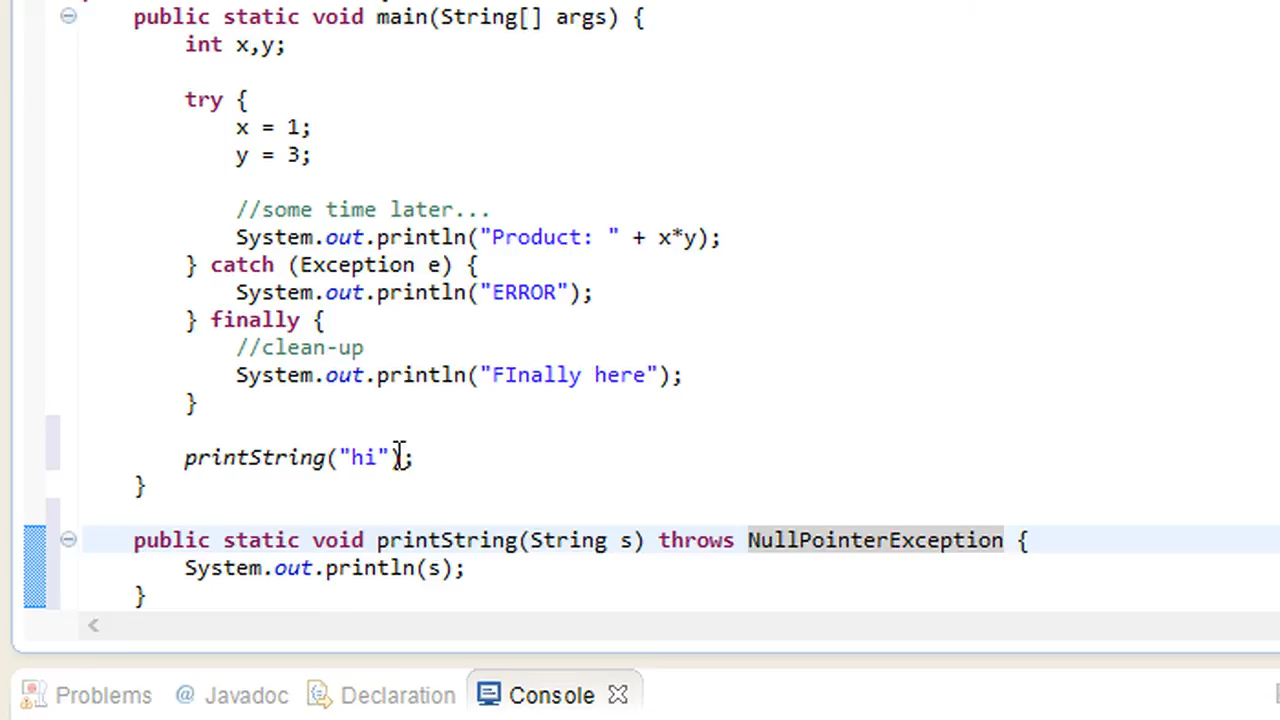 public static void main(String[] args) {
int x,y;
try {
x = 1;
y = 3;
//some time later...
System.out.println("Product: " + x*y);
} catch (Exception e) {
System.out.println("ERROR");
} finally {
//clean-up
System.out.println("FInally here");
}
printString("hi");
}
public static void printString(String s) throws NullPointerException {
System.out.println(s);
}
Problems @ Javadoc Declaration Console